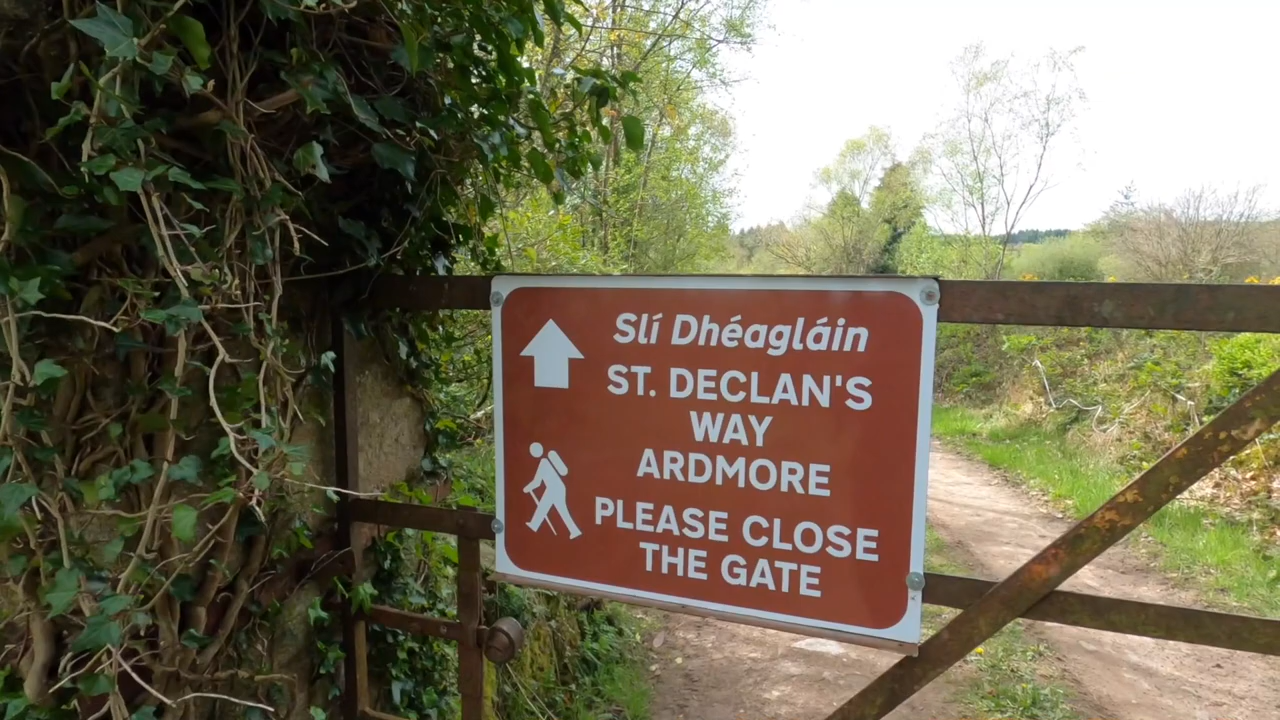 Slí Dhéagláin
ST. DECLAN'S
WAY
ARDMORE
PLEASE CLOSE
THE GATE